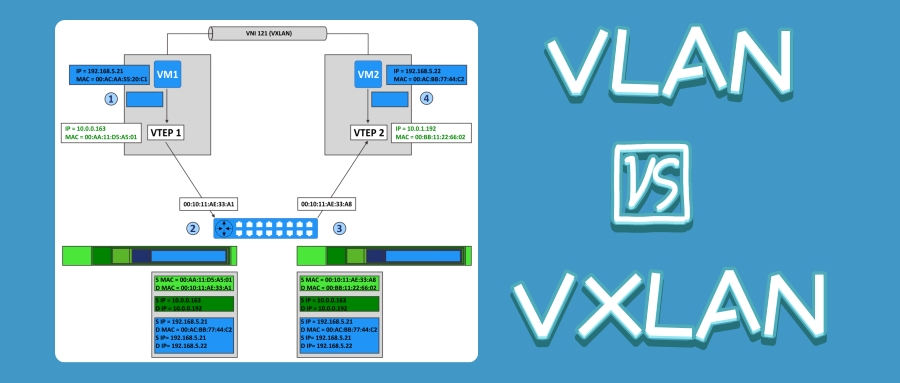 VNI 121 (VXLAN)
IP = 192.168.5.21
MAC = 00:AC:AA:55:20:C1
VM1
VM2
IP = 192.168.5.22
MAC = 00:AC:BB:77:44:C2
1
4
IP = 10.0.0.163
MAC = 00:AA:11:D5:A5:01
VTEP 1
VTEP 2
IP = 10.0.1.192
MAC = 00:BB:11:22:66:02
00:10:11:AE:33:A1
00:10:11:AE:33:A8
2
3
S MAC = 00:AA:11:D5:A5:01
D MAC = 00:10:11:AE:33:A1
S IP = 10.0.0.163
D IP = 10.0.0.192
S IP = 192.168.5.21
D MAC = 00:AC:BB:77:44:C2
S IP= 192.168.5.21
D IP= 192.168.5.22
S MAC = 00:10:11:AE:33:A8
D MAC = 00:BB:11:22:66:02
S IP = 10.0.0.163
D IP = 10.0.0.192
S IP = 192.168.5.21
D MAC = 00:AC:BB:77:44:C2
S IP= 192.168.5.21
D IP= 192.168.5.22
VLAN
VS
VXLAN